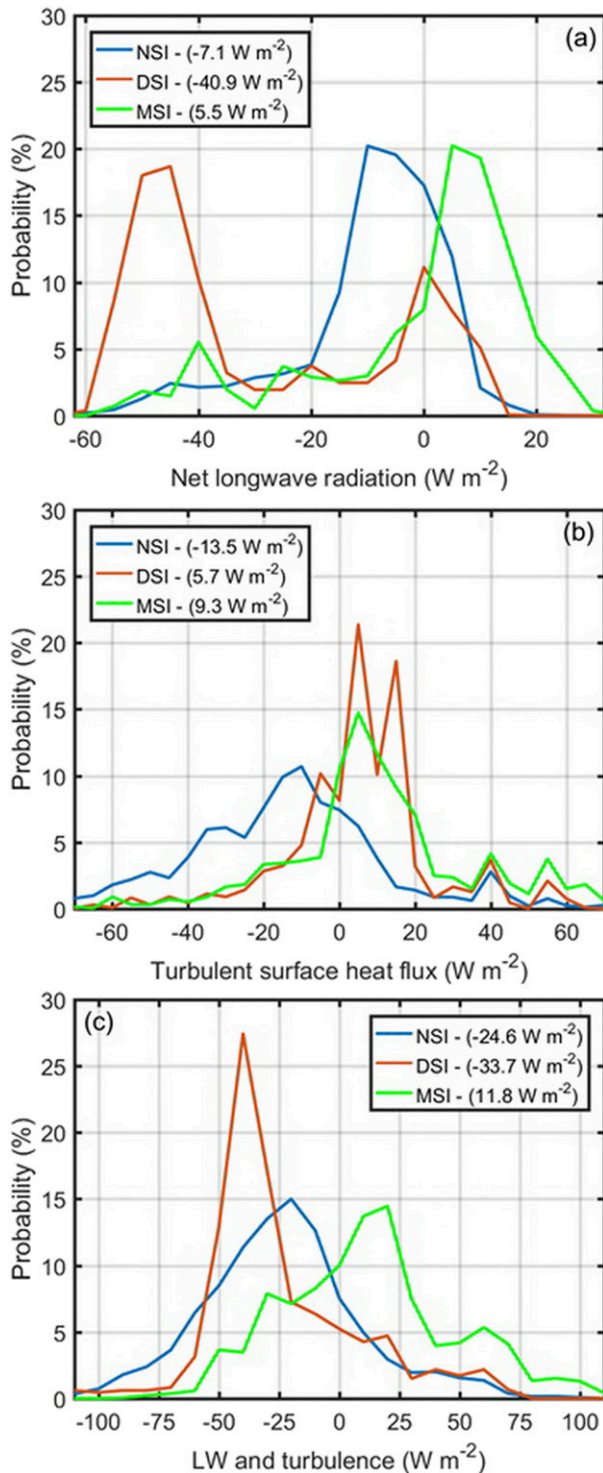 30
25
20
15
10
5
0
Probability (%)
NSI - (-7.1 W m-2)
DSI - (-40.9 W m-2)
MSI - (5.5 W m-2)
(a)
-60 -40 -20 0 20
Net longwave radiation (W m-2)
30
25
20
15
10
5
0
Probability (%)
NSI - (-13.5 W m-2)
DSI - (5.7 W m-2)
MSI - (9.3 W m-2)
(b)
-60 -40 -20 0 20 40 60
Turbulent surface heat flux (W m-2)
30
25
20
15
10
5
0
Probability (%)
(c)
NSI - (-24.6 W m-2)
DSI - (-33.7 W m-2)
MSI - (11.8 W m-2)
-100 -75 -50 -25 0 25 50 75 100
LW and turbulence (W m-2)